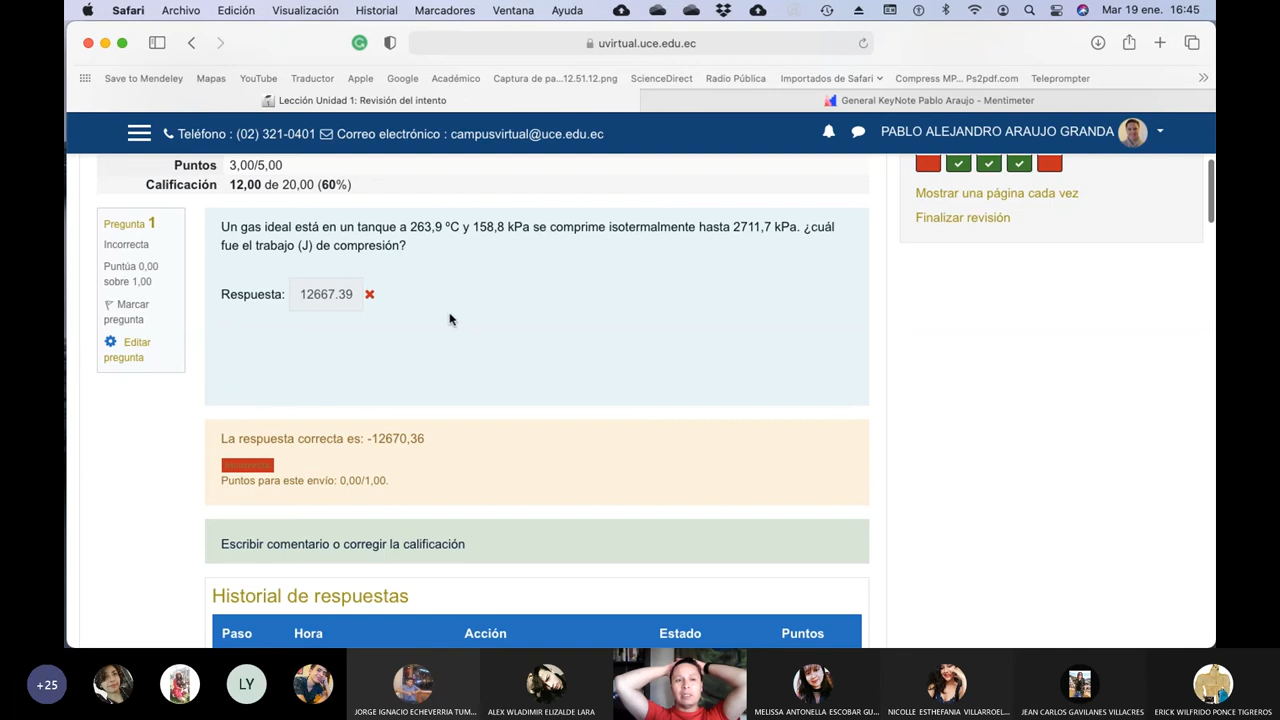 Safari Archivo Edición Visualización Historial Marcadores Ventana Ayuda Mar 19 ene. 16:45
uvirtual.uce.edu.ec
Save to Mendeley Mapas YouTube Traductor Apple Google Académico Captura de pa...12.51.12.png ScienceDirect Radio Pública Importados de Safari Compress MP... Ps2pdf.com Teleprompter
Lección Unidad 1: Revisión del intento General KeyNote Pablo Araujo - Mentimeter
Teléfono : (02) 321-0401 Correo electrónico : campusvirtual@uce.edu.ec PABLO ALEJANDRO ARAUJO GRANDA
Puntos 3,00/5,00
Calificación 12,00 de 20,00 (60%)
Mostrar una página cada vez
Finalizar revisión
Pregunta 1
Incorrecta
Puntúa 0,00
sobre 1,00
Marcar
pregunta
Editar
pregunta
Un gas ideal está en un tanque a 263,9 ºC y 158,8 kPa se comprime isotermalmente hasta 2711,7 kPa. ¿cuál
fue el trabajo (J) de compresión?
Respuesta: 12667.39
La respuesta correcta es: -12670,36
Puntos para este envío: 0,00/1,00.
Escribir comentario o corregir la calificación
Historial de respuestas
Paso Hora Acción Estado Puntos
+25 LY JORGE IGNACIO ECHEVERRIA TUM... ALEX WLADIMIR ELIZALDE LARA MELISSA ANTONELLA ESCOBAR GU... NICOLLE ESTHEFANIA VILLARROEL... JEAN CARLOS GAVILANES VILLACRES ERICK WILFRIDO PONCE TIGREROS